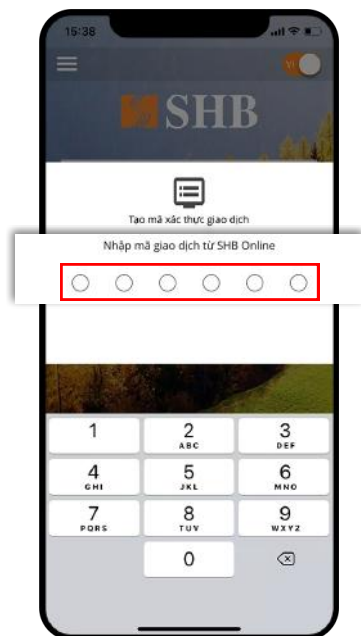 15:38
VI
SHB
Tạo mã xác thực giao dịch
Nhập mã giao dịch từ SHB Online
1
2
ABC
3
DEF
4
GHI
5
JKL
6
MNO
7
PQRS
8
TUV
9
WXYZ
0